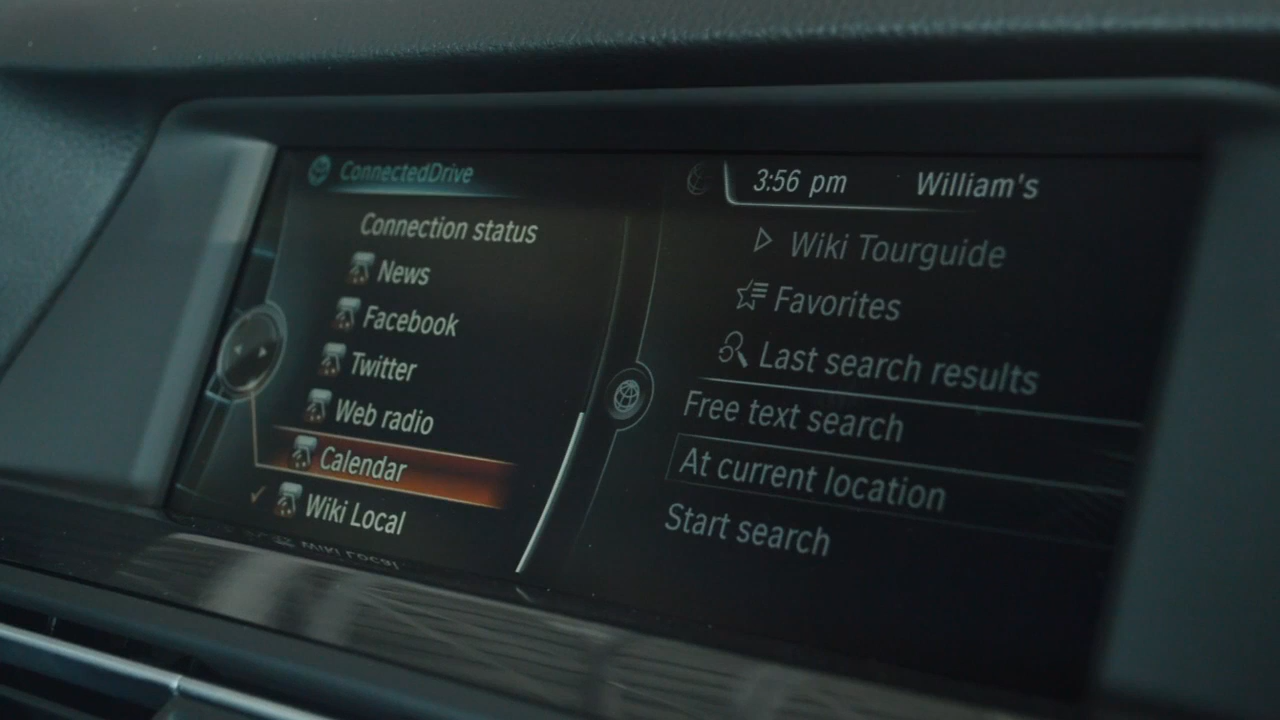 ConnectedDrive
Connection status
News
Facebook
Twitter
Web radio
Calendar
Wiki Local
3:56 pm
William's
Wiki Tourguide
Favorites
Last search results
Free text search
At current location
Start search